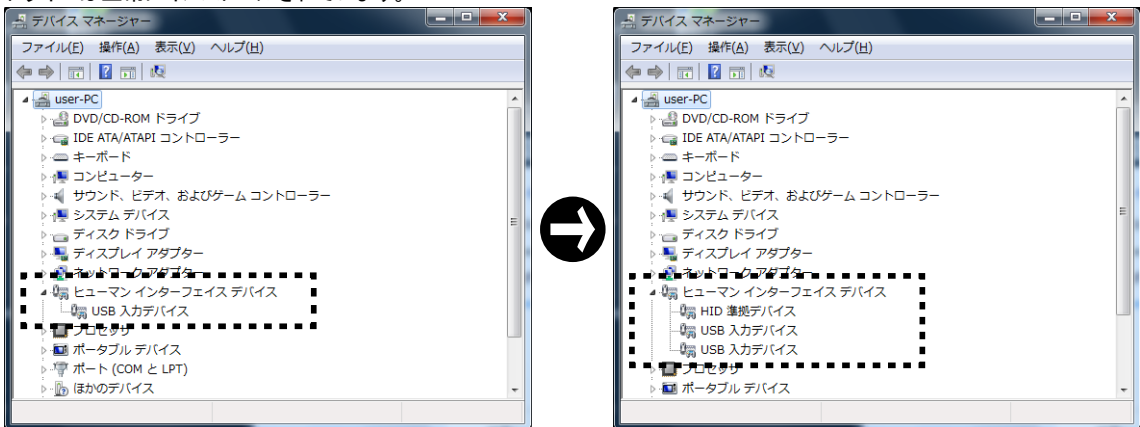 デバイス マネージャー
ファイル(F) 操作(A) 表示(V) ヘルプ(H)
user-PC
DVD/CD-ROM ドライブ
IDE ATA/ATAPI コントローラー
キーボード
コンピューター
サウンド、ビデオ、およびゲーム コントローラー
システム デバイス
ディスク ドライブ
ディスプレイ アダプター
ネットワーク アダプター
ヒューマン インターフェイス デバイス
USB 入力デバイス
プロセッサ
ポータブル デバイス
ポート (COM と LPT)
ほかのデバイス
デバイス マネージャー
ファイル(F) 操作(A) 表示(V) ヘルプ(H)
user-PC
DVD/CD-ROM ドライブ
IDE ATA/ATAPI コントローラー
キーボード
コンピューター
サウンド、ビデオ、およびゲーム コントローラー
システム デバイス
ディスク ドライブ
ディスプレイ アダプター
ネットワーク アダプター
ヒューマン インターフェイス デバイス
HID 準拠デバイス
USB 入力デバイス
USB 入力デバイス
プロセッサ
ポータブル デバイス